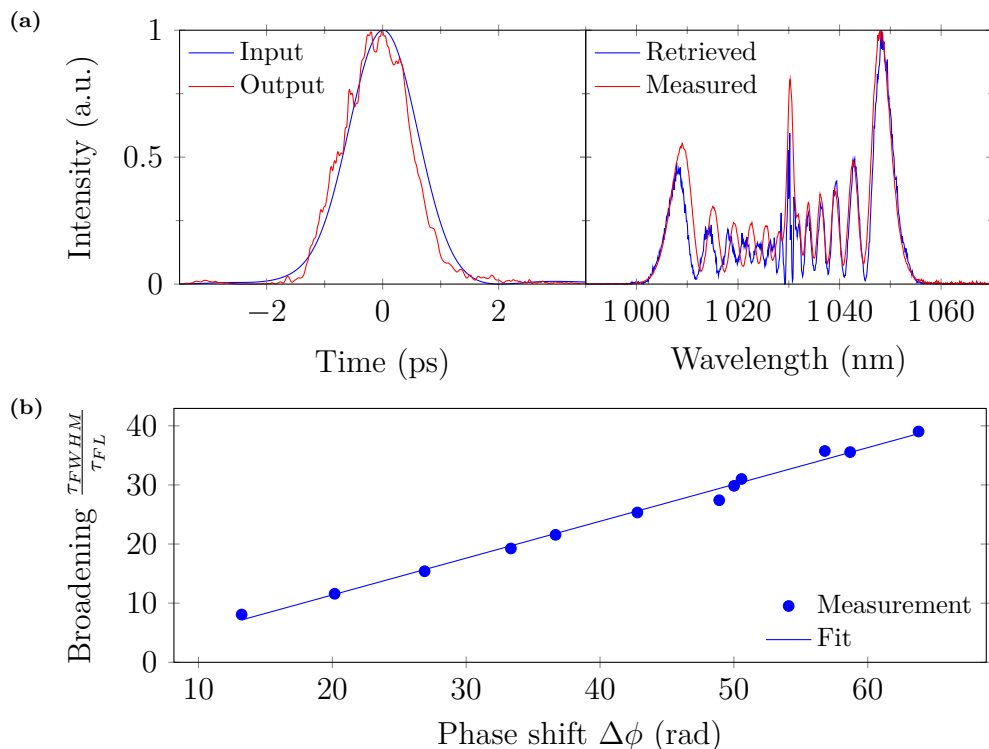 (a)
Intensity (a.u.)
1
0.5
0
Input
Output
−2 0 2
Time (ps)
Retrieved
Measured
1 000 1 020 1 040 1 060
Wavelength (nm)
(b)
Broadening τFWHM/τFL
40
30
20
10
0
Measurement
Fit
10 20 30 40 50 60
Phase shift Δϕ (rad)